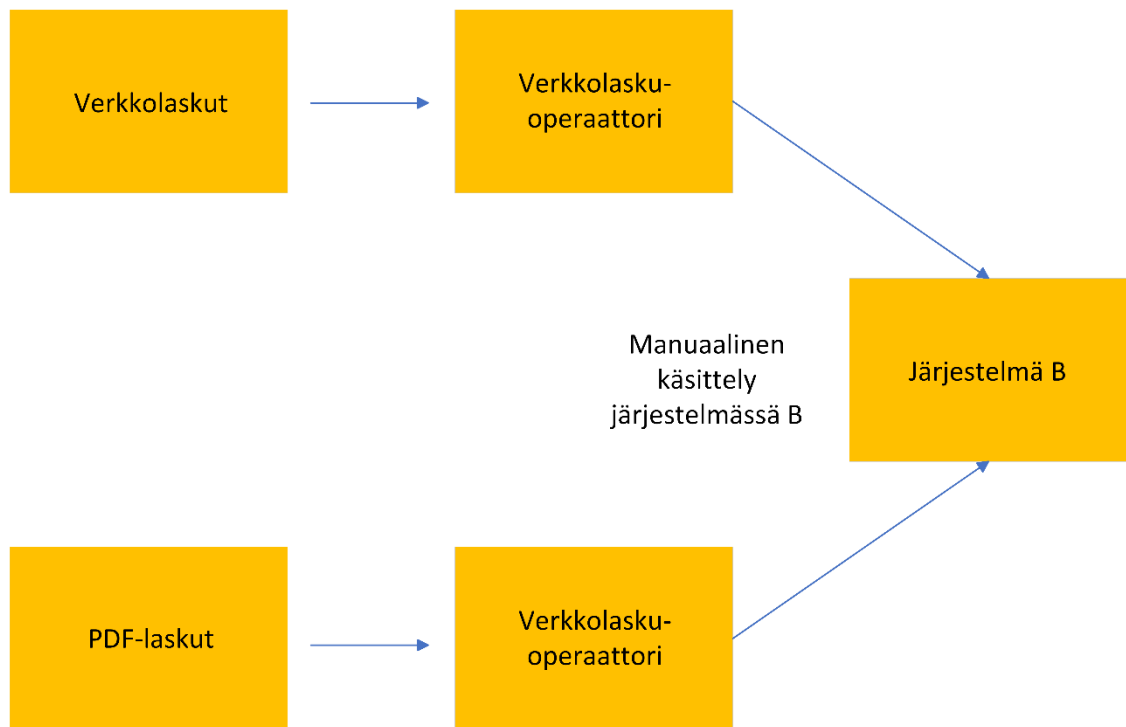 Verkkolaskut
Verkkolasku-
operaattori
Manuaalinen
käsittely
järjestelmässä B
Järjestelmä B
PDF-laskut
Verkkolasku-
operaattori